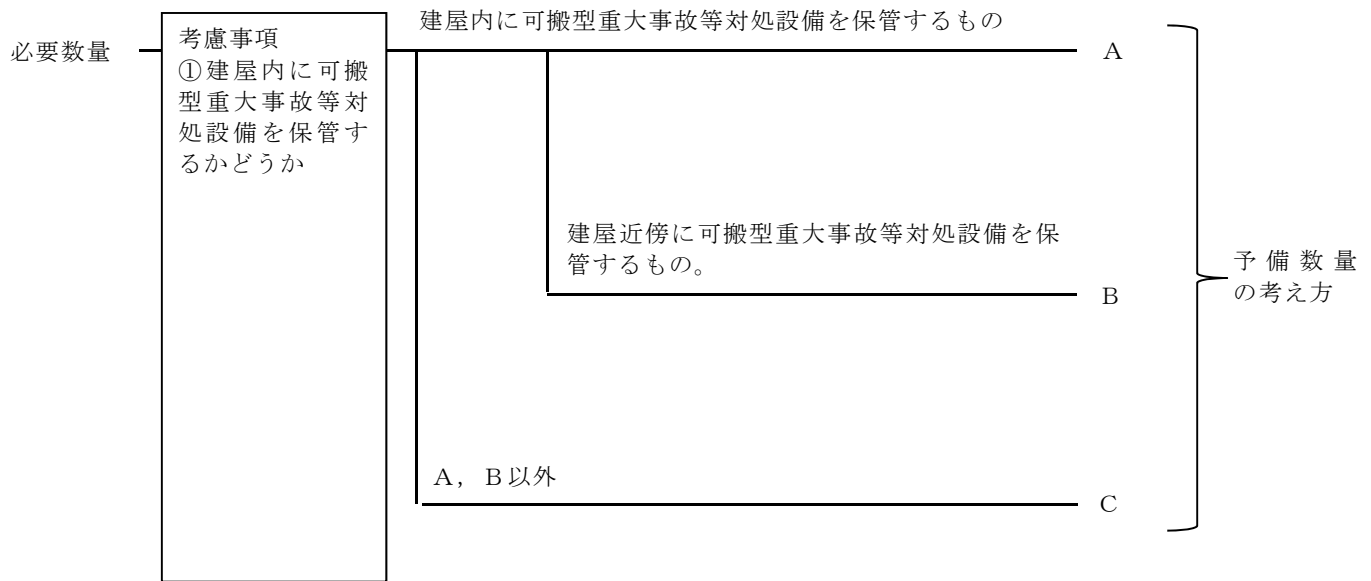 建屋内に可搬型重大事故等対処設備を保管するもの
必要数量
考慮事項
①建屋内に可搬
型重大事故等対
処設備を保管す
るかどうか
A
建屋近傍に可搬型重大事故等対処設備を保
管するもの。
B
予備数量
の考え方
A，B以外
C